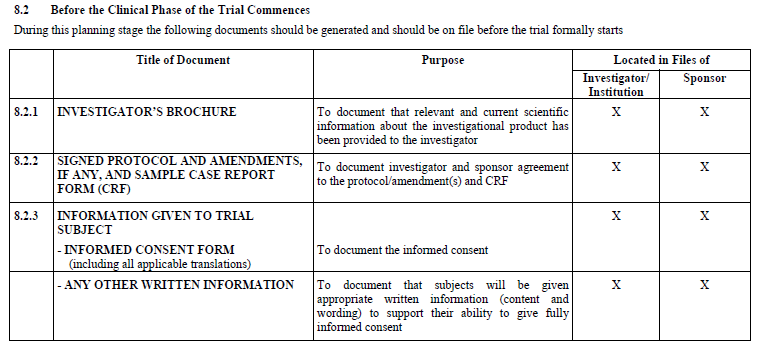 8.2 Before the Clinical Phase of the Trial Commences
During this planning stage the following documents should be generated and should be on file before the trial formally starts
Title of Document
Purpose
Located in Files of
Investigator/
Institution
Sponsor
8.2.1 INVESTIGATOR'S BROCHURE
To document that relevant and current scientific
information about the investigational product has
been provided to the investigator
X
X
8.2.2 SIGNED PROTOCOL AND AMENDMENTS,
IF ANY, AND SAMPLE CASE REPORT
FORM (CRF)
To document investigator and sponsor agreement
to the protocol/amendment(s) and CRF
X
X
8.2.3 INFORMATION GIVEN TO TRIAL
SUBJECT
X
X
- INFORMED CONSENT FORM
(including all applicable translations)
To document the informed consent
- ANY OTHER WRITTEN INFORMATION
To document that subjects will be given
appropriate written information (content and
wording) to support their ability to give fully
informed consent
X
X